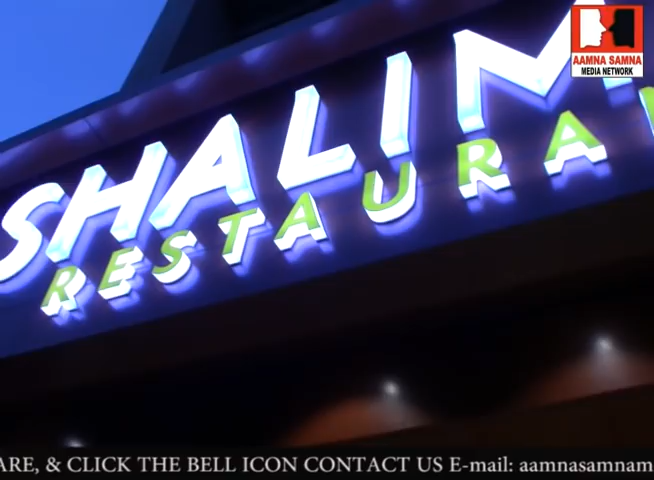 AAMNA SAMNA
MEDIA NETWORK
SHALIM
RESTAURA
ARE, & CLICK THE BELL ICON CONTACT US E-mail: aamnasamnam